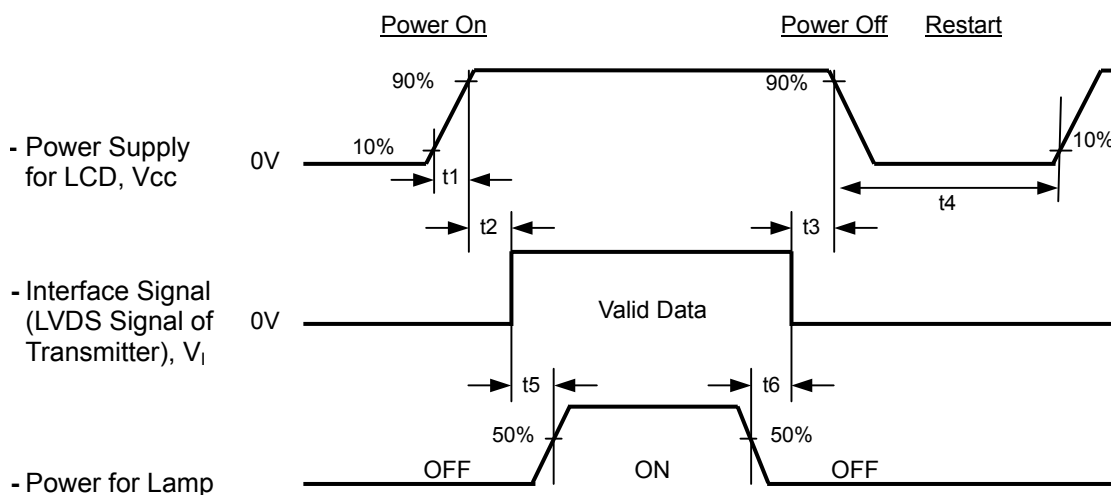 Power On
Power Off
Restart
90%
90%
10%
10%
- Power Supply
for LCD, Vcc
0V
t1
t4
t2
t3
- Interface Signal
(LVDS Signal of
Transmitter), VI
0V
Valid Data
t5
t6
50%
50%
- Power for Lamp
OFF
ON
OFF